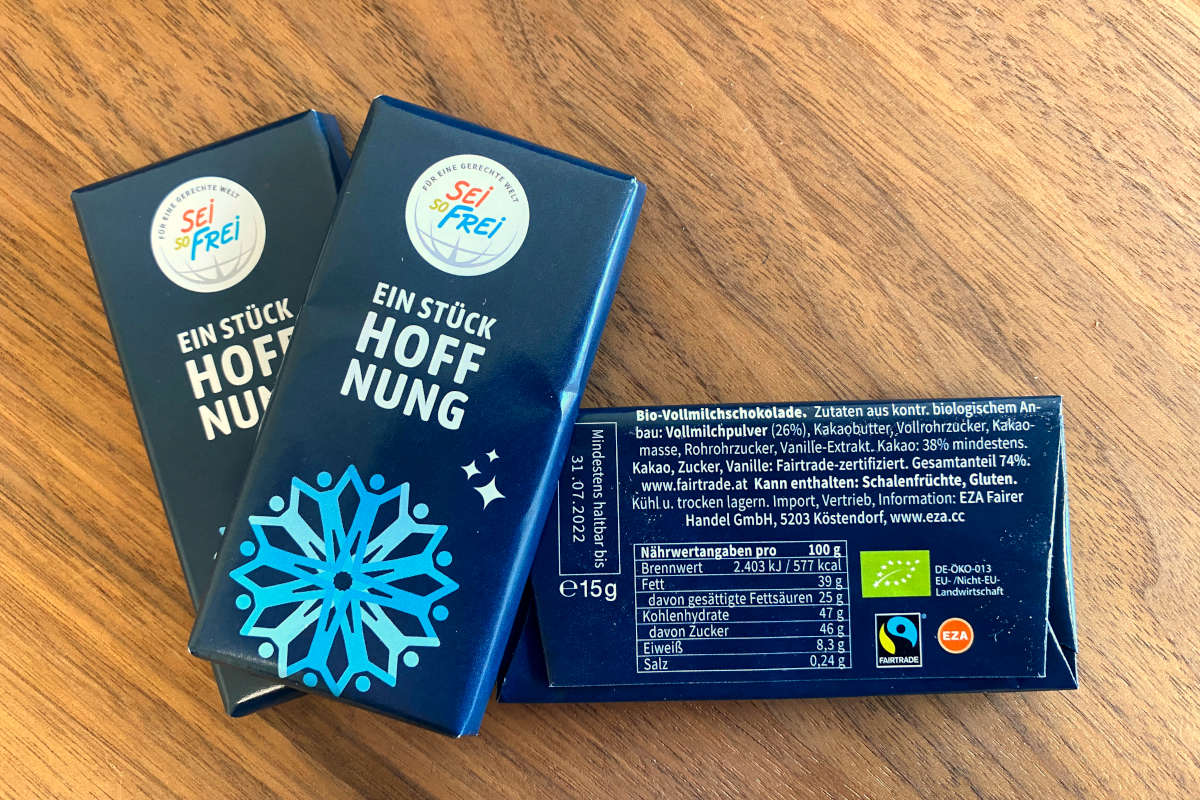 FÜR EINE GERECHTE WELT
SEI
SO FREI
EIN STÜCK
HOFF
NUN
FÜR EINE GERECHTE WELT
SEI
SO FREI
EIN STÜCK
HOFF
NUNG
Mindestens haltbar bis
31.07.2022
℮15g
Bio-Vollmilchschokolade. Zutaten aus kontr. biologischem An-
bau: Vollmilchpulver (26%), Kakaobutter, Vollrohrzucker, Kakao-
masse, Rohrohrzucker, Vanille-Extrakt. Kakao: 38% mindestens.
Kakao, Zucker, Vanille: Fairtrade-zertifiziert. Gesamtanteil 74%.
www.fairtrade.at Kann enthalten: Schalenfrüchte, Gluten.
Kühl u. trocken lagern. Import, Vertrieb, Information: EZA Fairer
Handel GmbH, 5203 Köstendorf, www.eza.cc
Nährwertangaben pro 100 g
Brennwert 2.403 kJ / 577 kcal
Fett 39 g
davon gesättigte Fettsäuren 25 g
Kohlenhydrate 47 g
davon Zucker 46 g
Eiweiß 8,3 g
Salz 0,24 g
DE-ÖKO-013
EU- /Nicht-EU-
Landwirtschaft
FAIRTRADE
®
EZA